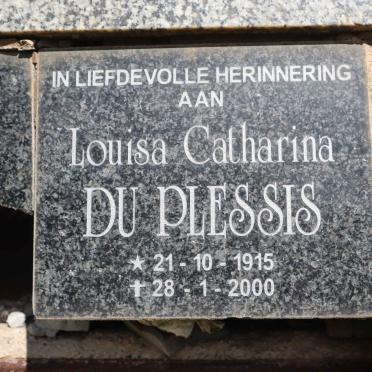 IN LIEFDEVOLLE HERINNERING
AAN
Louisa Catharina
DU PLESSIS
★ 21 - 10 - 1915
✝ 28 - 1 - 2000